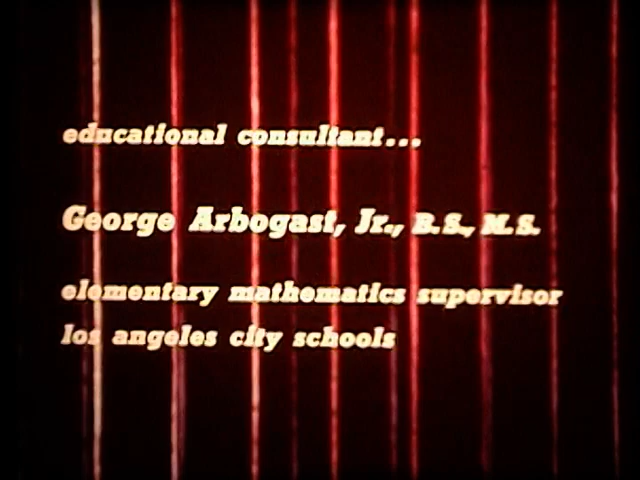 educational consultant...
George Arbogast, Jr., B.S., M.S.
elementary mathematics supervisor
los angeles city schools